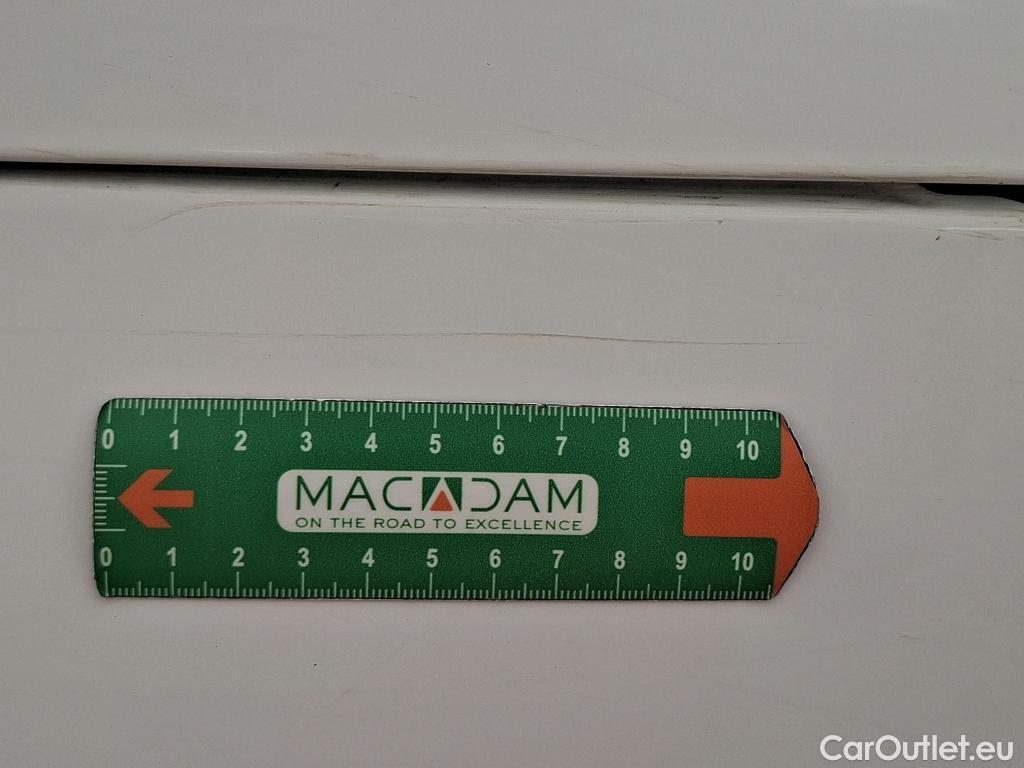 0 1 2 3 4 5 6 7 8 9 10
MACADAM
ON THE ROAD TO EXCELLENCE
0 1 2 3 4 5 6 7 8 9 10
CarOutlet.eu